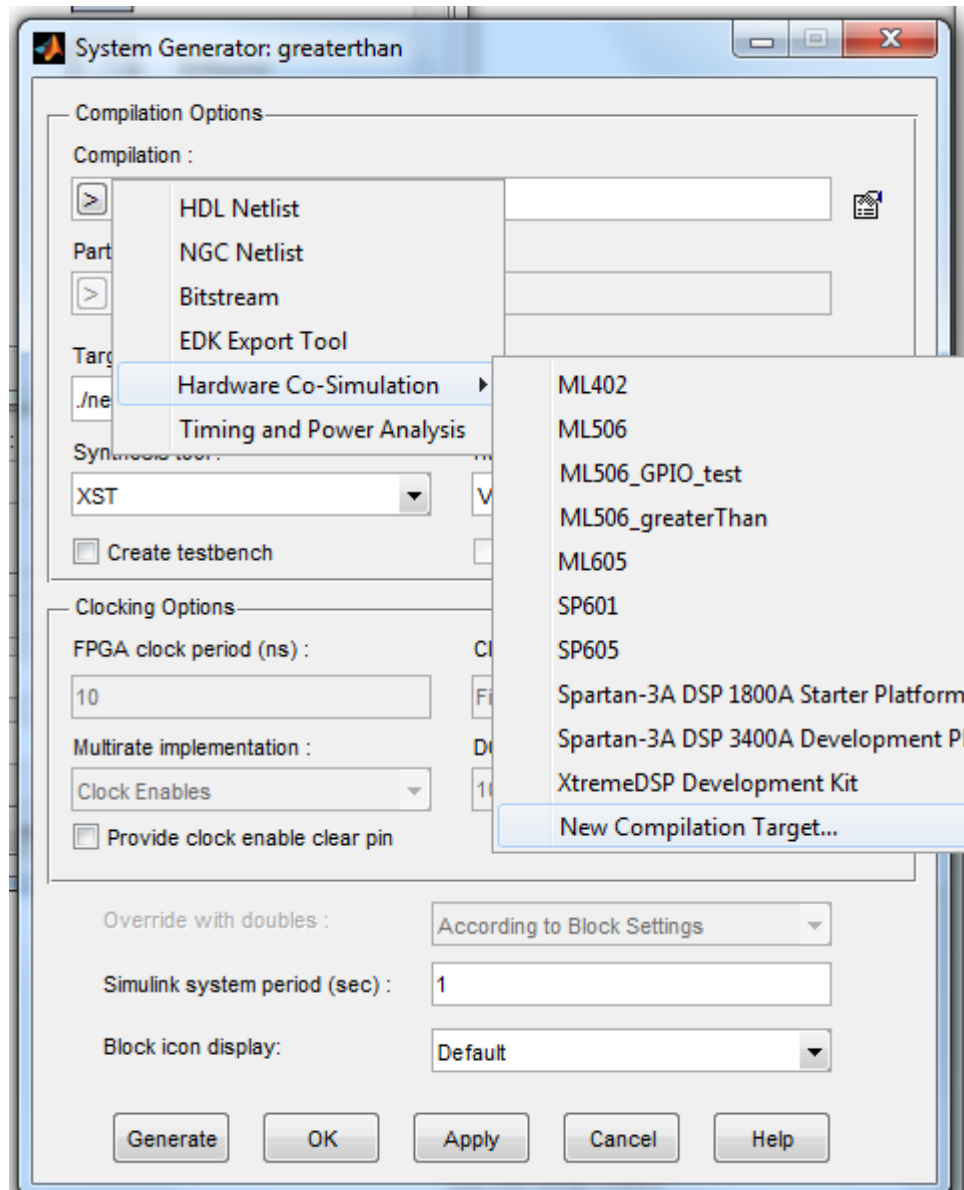 System Generator: greaterthan
Compilation Options
Compilation :
>
HDL Netlist
NGC Netlist
Bitstream
EDK Export Tool
Hardware Co-Simulation
Timing and Power Analysis
Part
>
./ne
XST
Create testbench
ML402
ML506
ML506_GPIO_test
ML506_greaterThan
ML605
SP601
SP605
Spartan-3A DSP 1800A Starter Platform
Spartan-3A DSP 3400A Development Pl
XtremeDSP Development Kit
New Compilation Target...
Clocking Options
FPGA clock period (ns) :
10
Fi
Multirate implementation :
Clock Enables
10
Provide clock enable clear pin
Override with doubles :
According to Block Settings
Simulink system period (sec) :
1
Block icon display:
Default
Generate
OK
Apply
Cancel
Help